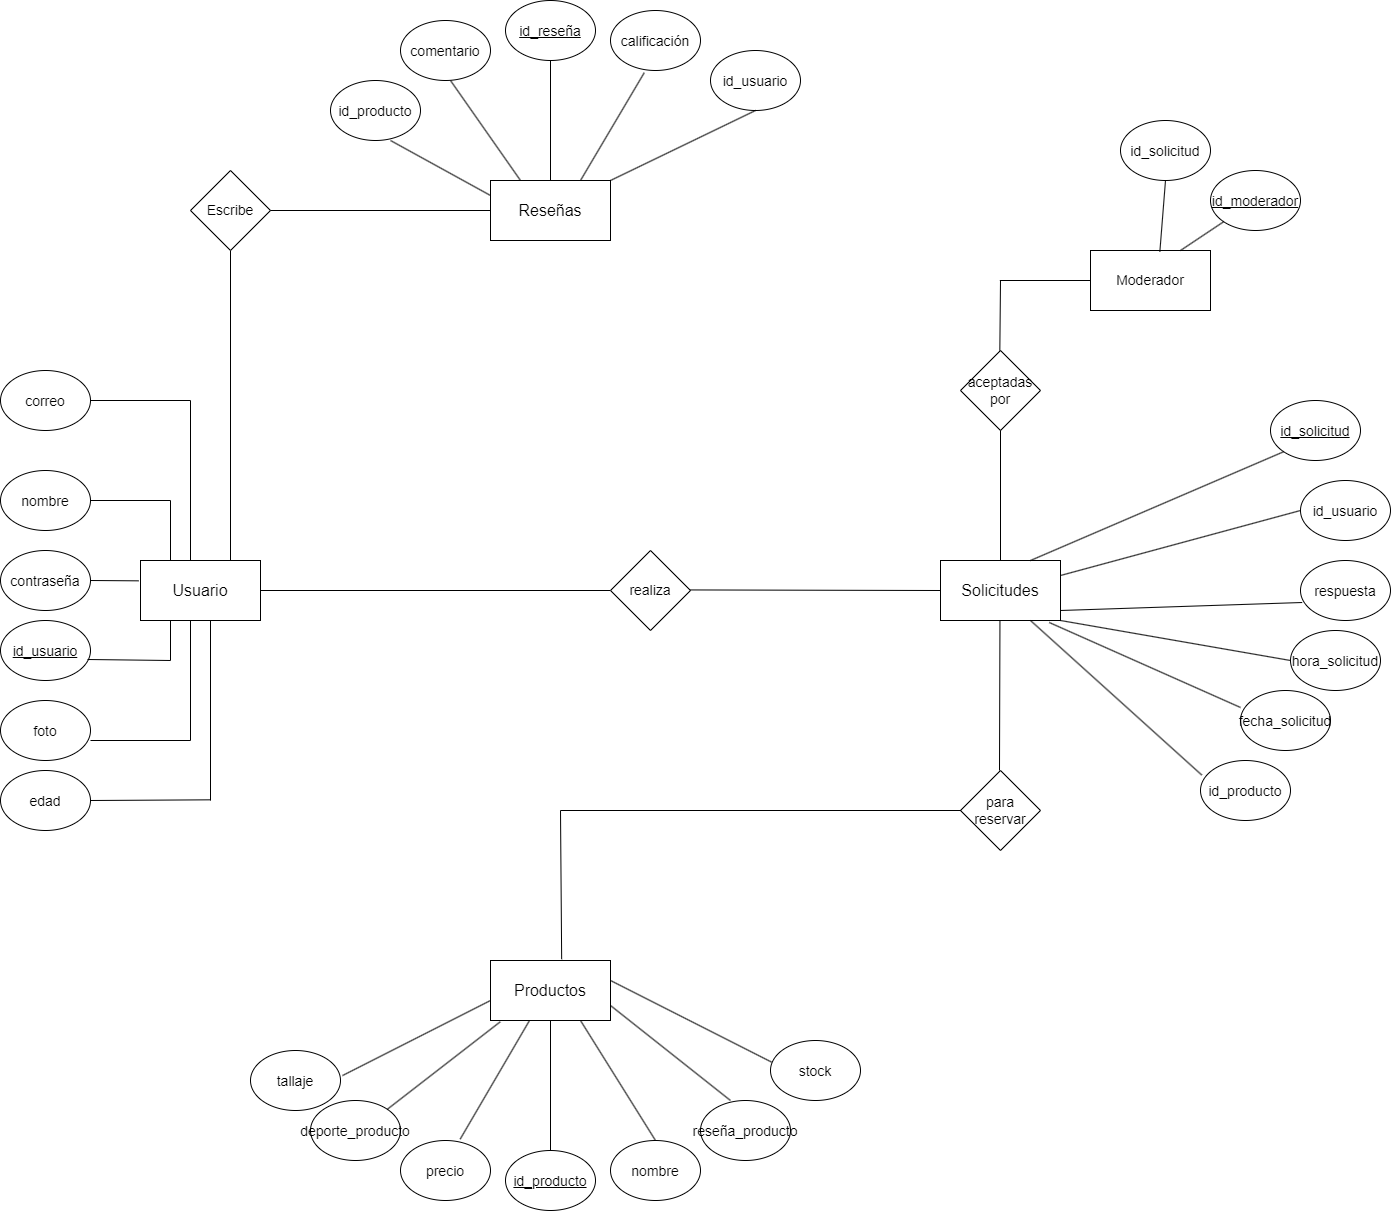 id_reseña
calificación
comentario
id_usuario
id_producto
id_solicitud
id_moderador
Escribe
Reseñas
Moderador
aceptadas
por
correo
id_solicitud
nombre
id_usuario
contraseña
Usuario
realiza
Solicitudes
respuesta
id_usuario
hora_solicitud
foto
fecha_solicitud
edad
para
reservar
id_producto
Productos
stock
tallaje
deporte_producto
reseña_producto
precio
id_producto
nombre